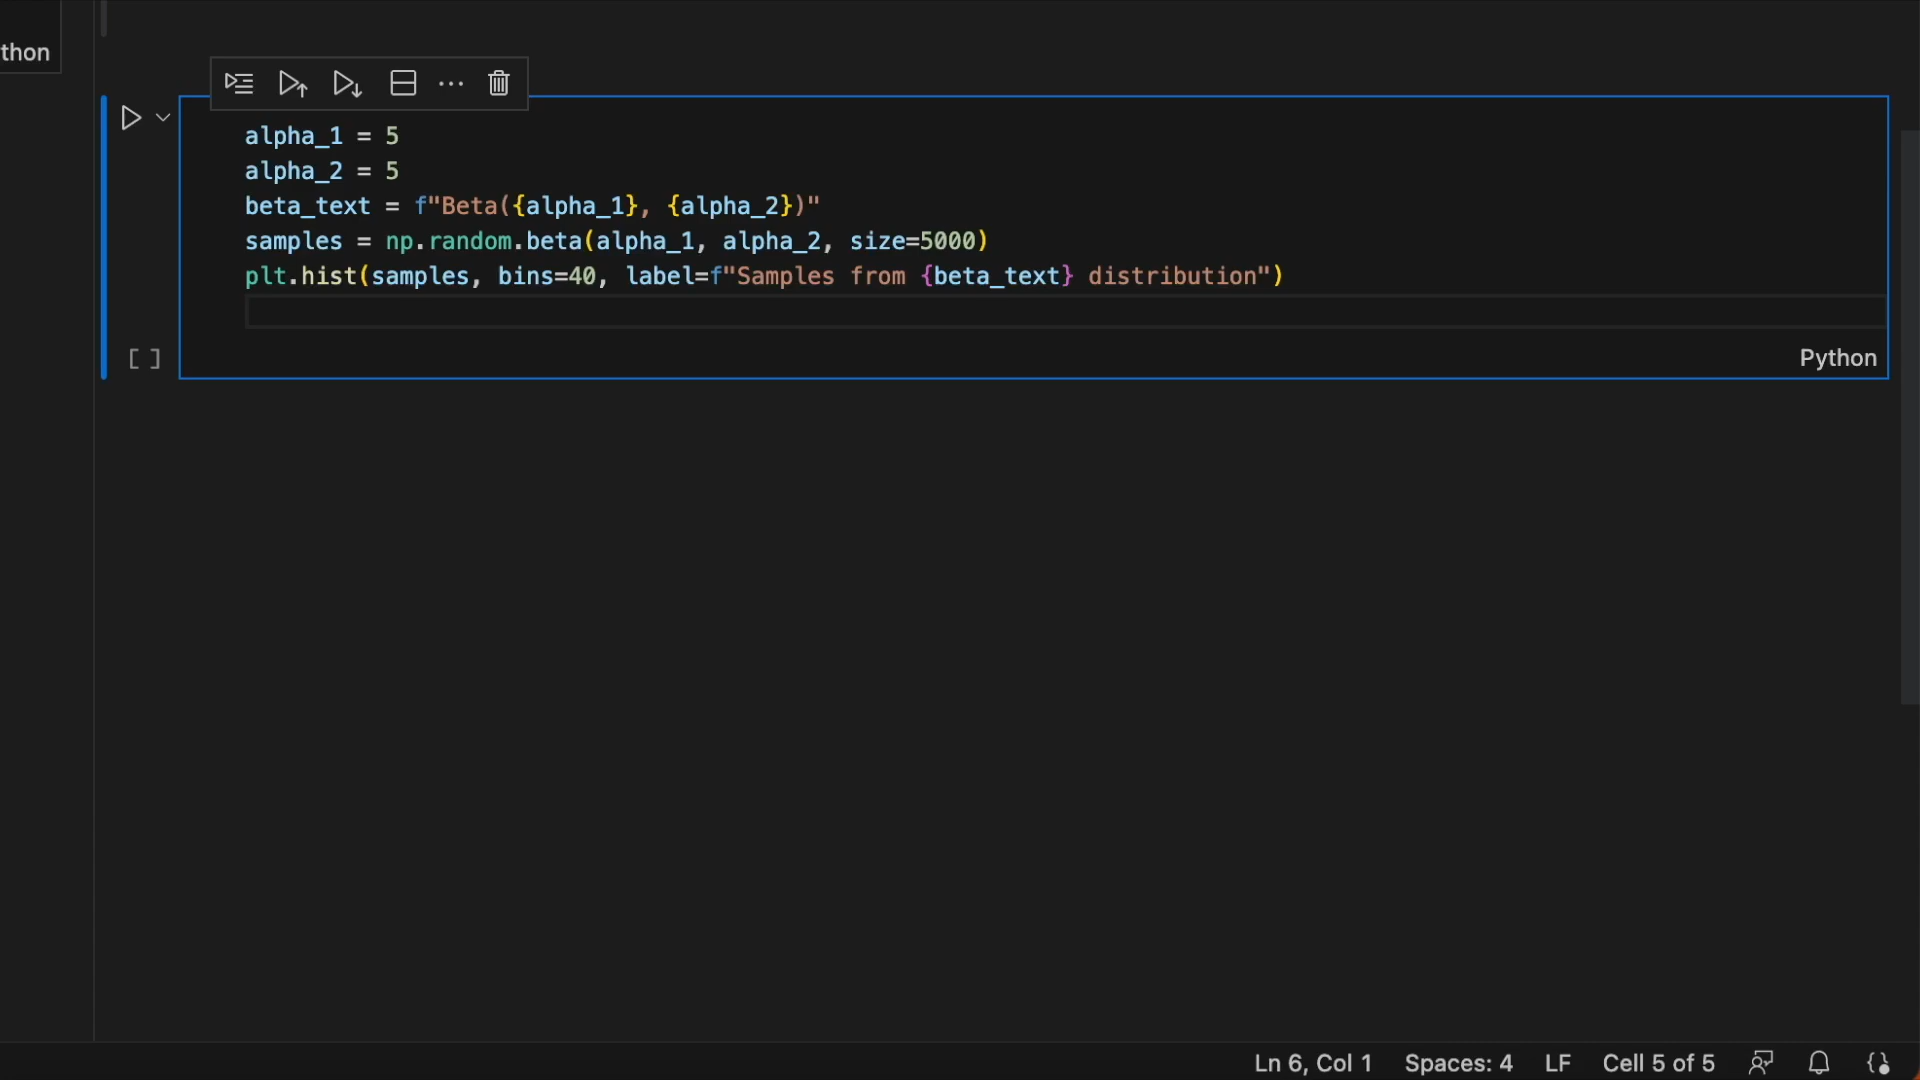 thon
alpha_1 = 5
alpha_2 = 5
beta_text = f"Beta({alpha_1}, {alpha_2})"
samples = np.random.beta(alpha_1, alpha_2, size=5000)
plt.hist(samples, bins=40, label=f"Samples from {beta_text} distribution")
[ ]
Python
Ln 6, Col 1 Spaces: 4 LF Cell 5 of 5